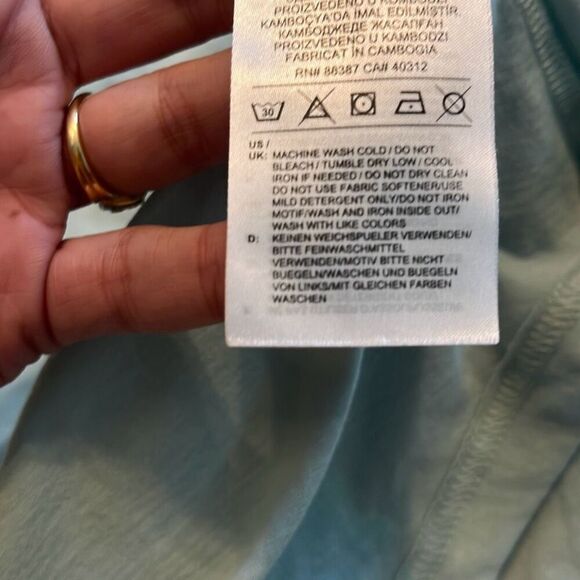 PROIZVEDENO U KOMBODŽI
KAMBOÇYA'DA IMAL EDİLMİŞTİR.
КАМБОДЖЕДЕ ЖАСАЛҒАН
PROIZVEDENO U KAMBODZI
FABRICAT ÎN CAMBOGIA
RN# 88387 CA# 40312
30
US /
UK: MACHINE WASH COLD / DO NOT
BLEACH / TUMBLE DRY LOW / COOL
IRON IF NEEDED / DO NOT DRY CLEAN
DO NOT USE FABRIC SOFTENER/USE
MILD DETERGENT ONLY/DO NOT IRON
MOTIF/WASH AND IRON INSIDE OUT/
WASH WITH LIKE COLORS
D: KEINEN WEICHSPUELER VERWENDEN/
BITTE FEINWASCHMITTEL
VERWENDEN/MOTIV BITTE NICHT
BUEGELN/WASCHEN UND BUEGELN
VON LINKS/MIT GLEICHEN FARBEN
WASCHEN